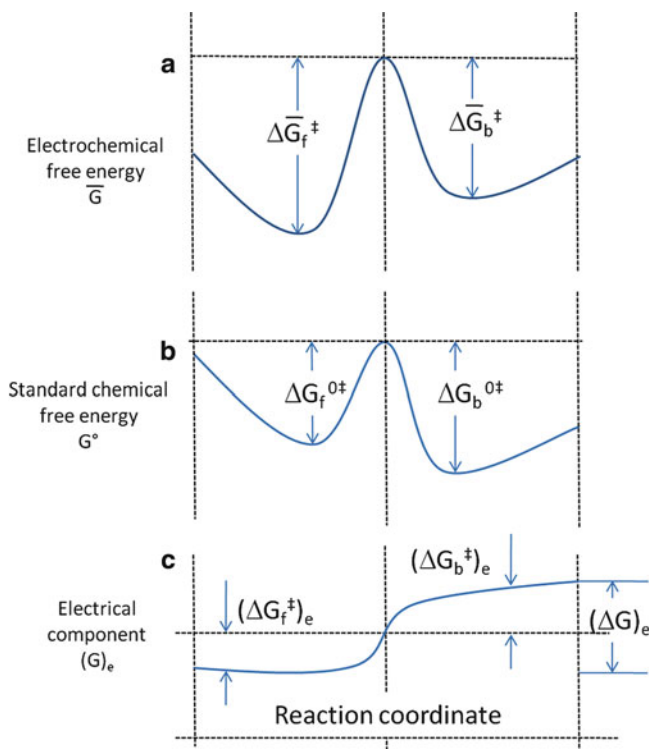 a
ΔG̅f‡
ΔG̅b‡
Electrochemical
free energy
G̅
b
ΔGf0‡
ΔGb0‡
Standard chemical
free energy
G°
c
(ΔGf‡)e
(ΔGb‡)e
(ΔG)e
Electrical
component
(G)e
Reaction coordinate